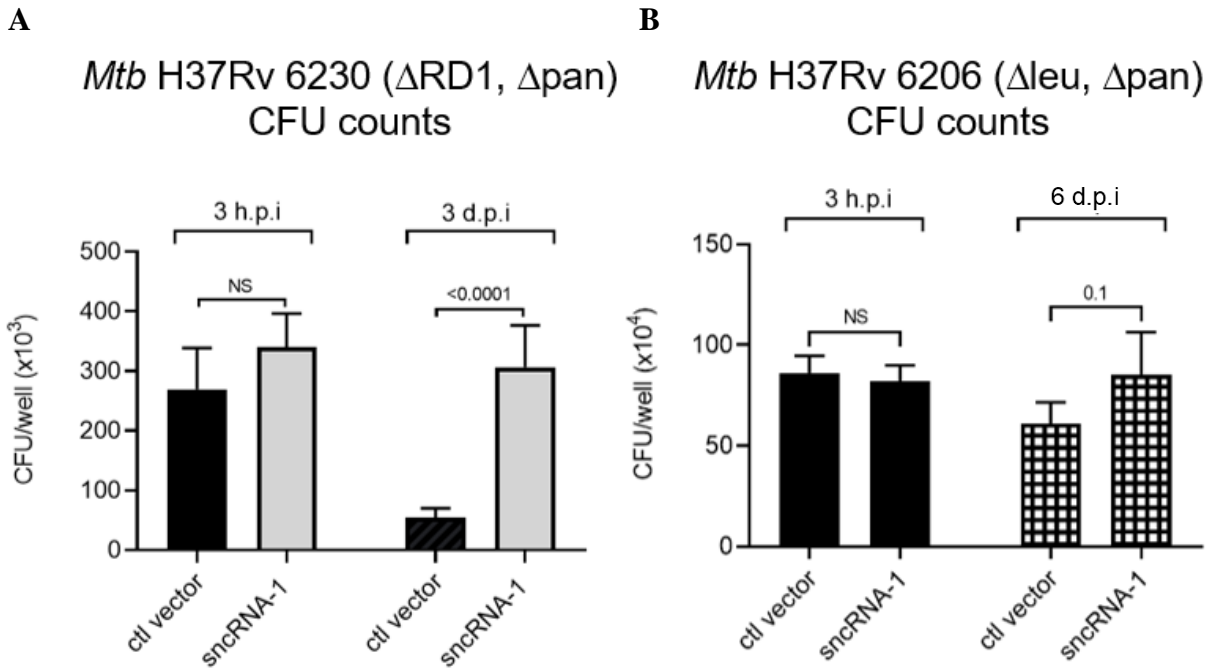 A
Mtb H37Rv 6230 (ΔRD1, Δpan)
CFU counts
3 h.p.i
3 d.p.i
NS
<0.0001
CFU/well (x10³)
500
400
300
200
100
0
ctl vector
sncRNA-1
ctl vector
sncRNA-1
B
Mtb H37Rv 6206 (Δleu, Δpan)
CFU counts
3 h.p.i
6 d.p.i
NS
0.1
CFU/well (x10⁴)
150
100
50
0
ctl vector
sncRNA-1
ctl vector
sncRNA-1